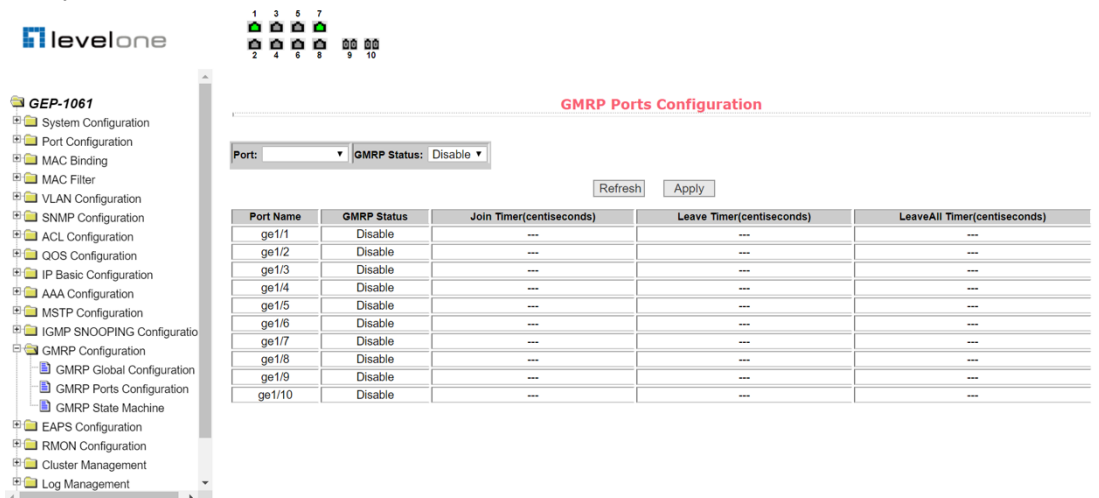 1 3 5 7
levelone
2 4 6 8 9 10
GEP-1061
System Configuration
Port Configuration
MAC Binding
MAC Filter
VLAN Configuration
SNMP Configuration
ACL Configuration
QOS Configuration
IP Basic Configuration
AAA Configuration
MSTP Configuration
IGMP SNOOPING Configuratio
GMRP Configuration
GMRP Global Configuration
GMRP Ports Configuration
GMRP State Machine
EAPS Configuration
RMON Configuration
Cluster Management
Log Management
GMRP Ports Configuration
Port: GMRP Status: Disable
Refresh Apply
Port Name GMRP Status Join Timer(centiseconds) Leave Timer(centiseconds) LeaveAll Timer(centiseconds)
ge1/1 Disable --- --- ---
ge1/2 Disable --- --- ---
ge1/3 Disable --- --- ---
ge1/4 Disable --- --- ---
ge1/5 Disable --- --- ---
ge1/6 Disable --- --- ---
ge1/7 Disable --- --- ---
ge1/8 Disable --- --- ---
ge1/9 Disable --- --- ---
ge1/10 Disable --- --- ---